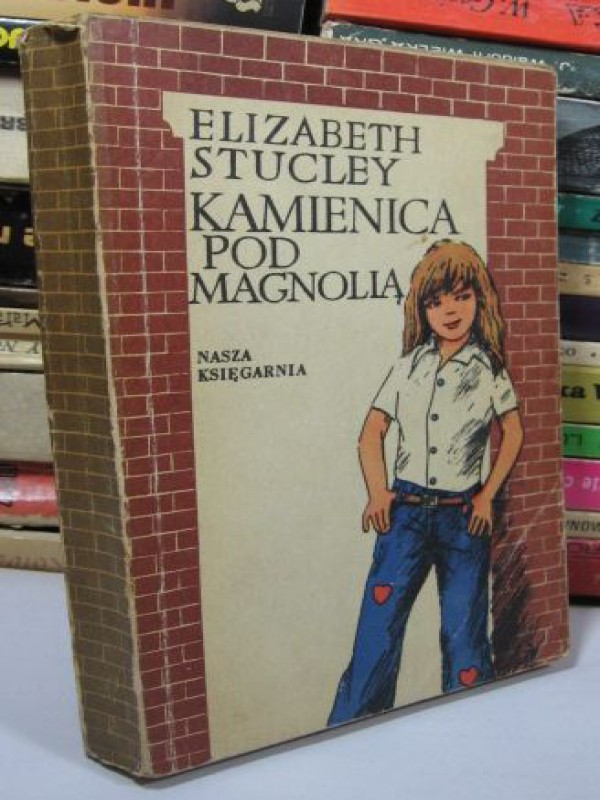 ELIZABETH
STUCLEY
KAMIENICA
POD
MAGNOLIĄ
NASZA
KSIĘGARNIA